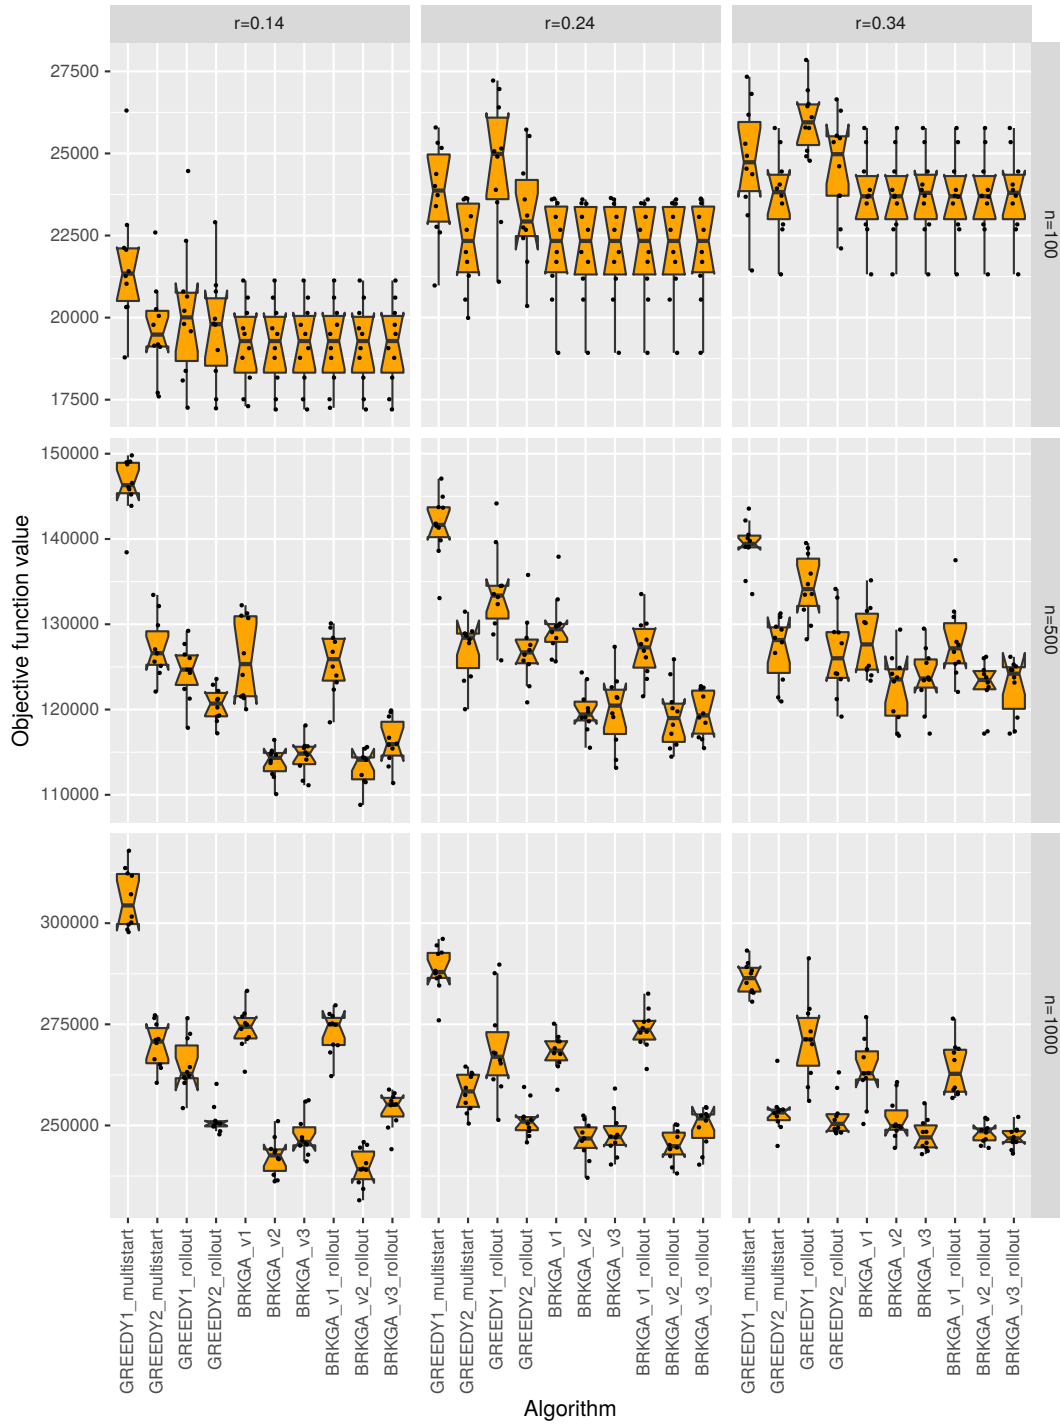 r=0.14
r=0.24
r=0.34
27500
25000
22500
20000
17500
n=100
150000
140000
130000
120000
110000
n=500
300000
275000
250000
n=1000
Objective function value
GREEDY1_multistart
GREEDY2_multistart
GREEDY1_rollout
GREEDY2_rollout
BRKGA_v1
BRKGA_v2
BRKGA_v3
BRKGA_v1_rollout
BRKGA_v2_rollout
BRKGA_v3_rollout
GREEDY1_multistart
GREEDY2_multistart
GREEDY1_rollout
GREEDY2_rollout
BRKGA_v1
BRKGA_v2
BRKGA_v3
BRKGA_v1_rollout
BRKGA_v2_rollout
BRKGA_v3_rollout
GREEDY1_multistart
GREEDY2_multistart
GREEDY1_rollout
GREEDY2_rollout
BRKGA_v1
BRKGA_v2
BRKGA_v3
BRKGA_v1_rollout
BRKGA_v2_rollout
BRKGA_v3_rollout
Algorithm